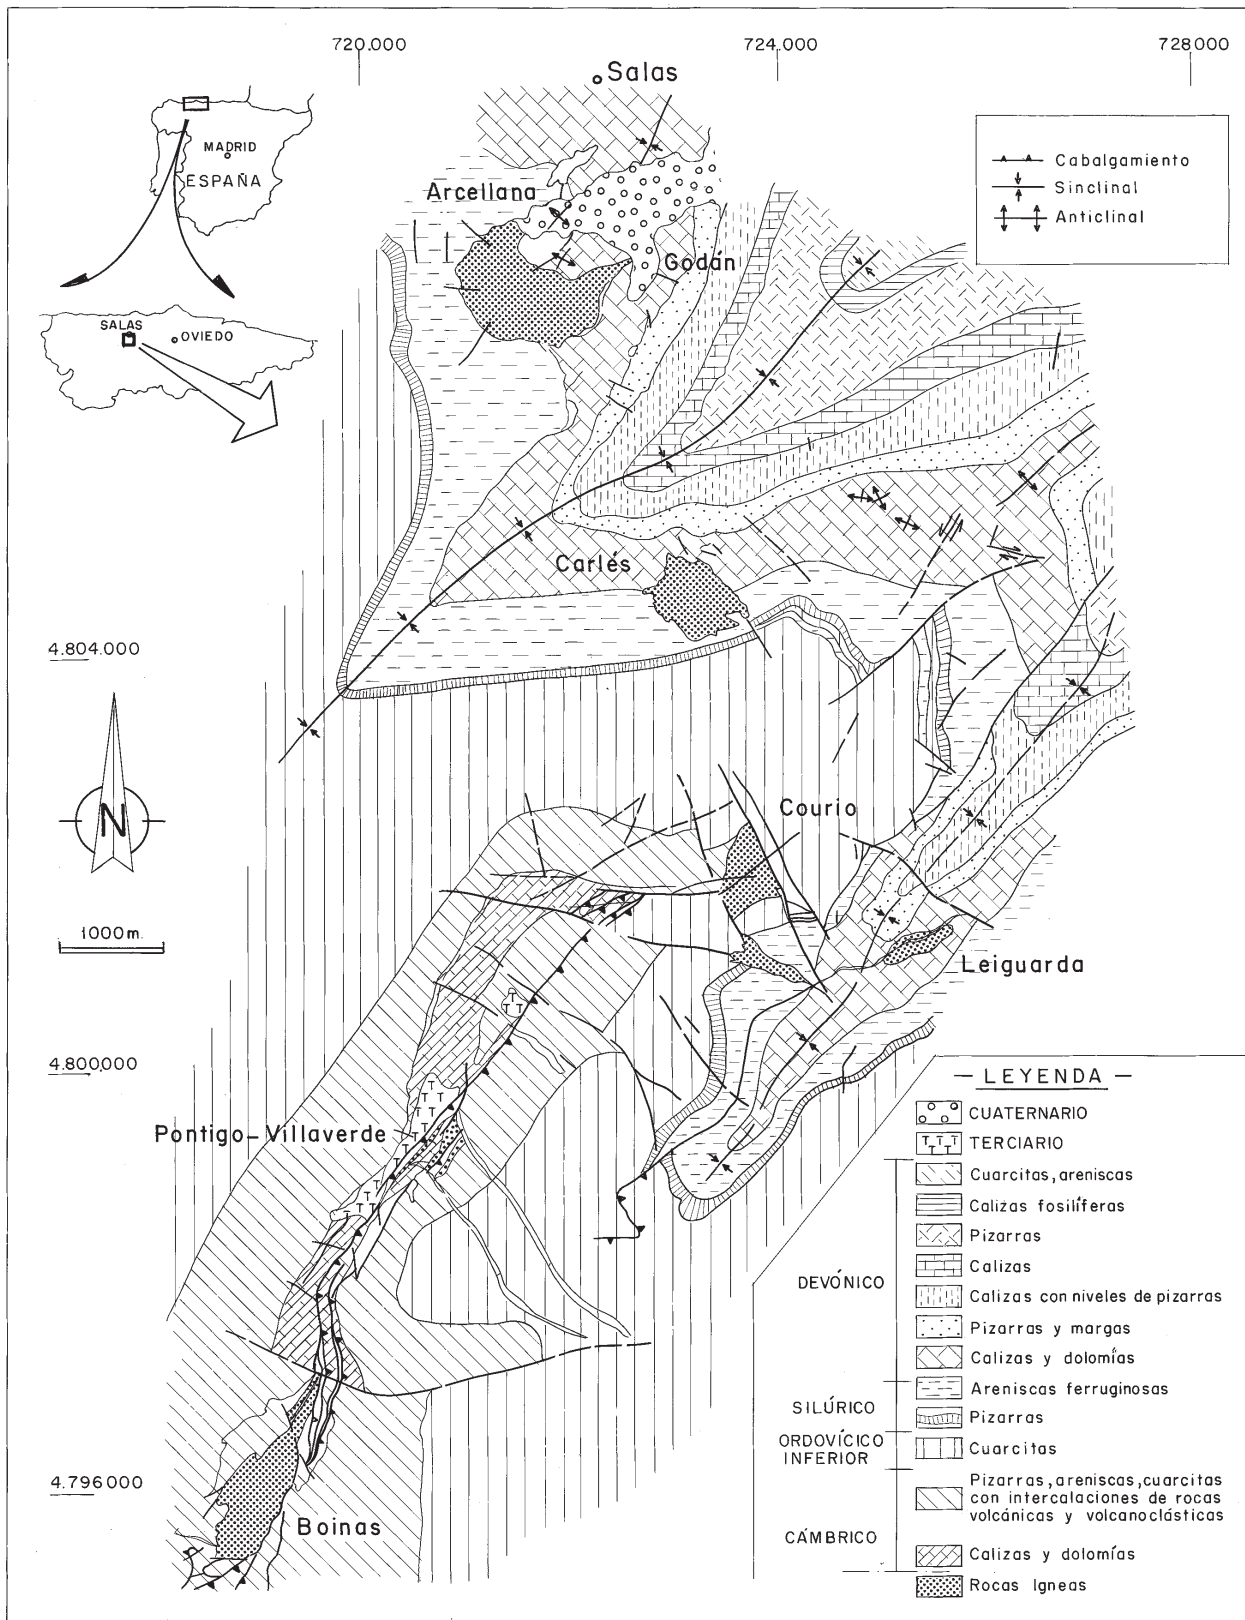 720.000
724.000
728000
Salas
MADRID
ESPAÑA
Cabalgamiento
Sinclinal
Anticlinal
Arcellana
Godán
SALAS
OVIEDO
Carlés
4.804.000
N
Courio
1000m.
Leiguarda
4.800.000
Pontigo-Villaverde
— LEYENDA —
CUATERNARIO
TERCIARIO
Cuarcitas, areniscas
Calizas fosilíferas
Pizarras
DEVÓNICO
Calizas
Calizas con niveles de pizarras
Pizarras y margas
Calizas y dolomías
Areniscas ferruginosas
SILÚRICO
Pizarras
ORDOVÍCICO
INFERIOR
Cuarcitas
4.796000
Pizarras, areniscas, cuarcitas
con intercalaciones de rocas
volcánicas y volcanoclásticas
Boinas
CÁMBRICO
Calizas y dolomías
Rocas Igneas